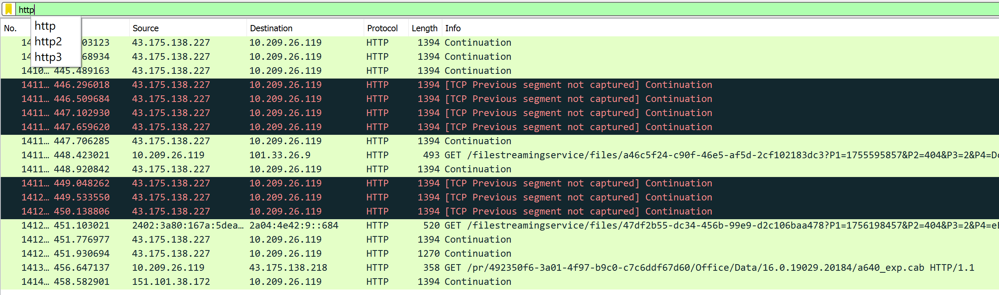 http
http
http2
http3
No. Source Destination Protocol Length Info
14 03123 43.175.138.227 10.209.26.119 HTTP 1394 Continuation
14 68934 43.175.138.227 10.209.26.119 HTTP 1394 Continuation
1410… 445.489163 43.175.138.227 10.209.26.119 HTTP 1394 Continuation
1411… 446.296018 43.175.138.227 10.209.26.119 HTTP 1394 [TCP Previous segment not captured] Continuation
1411… 446.509684 43.175.138.227 10.209.26.119 HTTP 1394 [TCP Previous segment not captured] Continuation
1411… 447.102930 43.175.138.227 10.209.26.119 HTTP 1394 [TCP Previous segment not captured] Continuation
1411… 447.659620 43.175.138.227 10.209.26.119 HTTP 1394 [TCP Previous segment not captured] Continuation
1411… 447.706285 43.175.138.227 10.209.26.119 HTTP 1394 Continuation
1411… 448.423021 10.209.26.119 101.33.26.9 HTTP 493 GET /filestreamingservice/files/a46c5f24-c90f-46e5-af5d-2cf102183dc3?P1=1755595857&P2=404&P3=2&P4=Dc
1411… 448.920842 43.175.138.227 10.209.26.119 HTTP 1394 Continuation
1411… 449.048262 43.175.138.227 10.209.26.119 HTTP 1394 [TCP Previous segment not captured] Continuation
1412… 449.533550 43.175.138.227 10.209.26.119 HTTP 1394 [TCP Previous segment not captured] Continuation
1412… 450.138806 43.175.138.227 10.209.26.119 HTTP 1394 [TCP Previous segment not captured] Continuation
1412… 451.103021 2402:3a80:167a:5dea… 2a04:4e42:9::684 HTTP 520 GET /filestreamingservice/files/47df2b55-dc34-456b-99e9-d2c106baa478?P1=1756198457&P2=404&P3=2&P4=eE
1412… 451.776977 43.175.138.227 10.209.26.119 HTTP 1394 Continuation
1412… 451.930694 43.175.138.227 10.209.26.119 HTTP 1270 Continuation
1413… 456.647137 10.209.26.119 43.175.138.218 HTTP 358 GET /pr/492350f6-3a01-4f97-b9c0-c7c6ddf67d60/Office/Data/16.0.19029.20184/a640_exp.cab HTTP/1.1
1414… 458.582901 151.101.38.172 10.209.26.119 HTTP 1394 Continuation